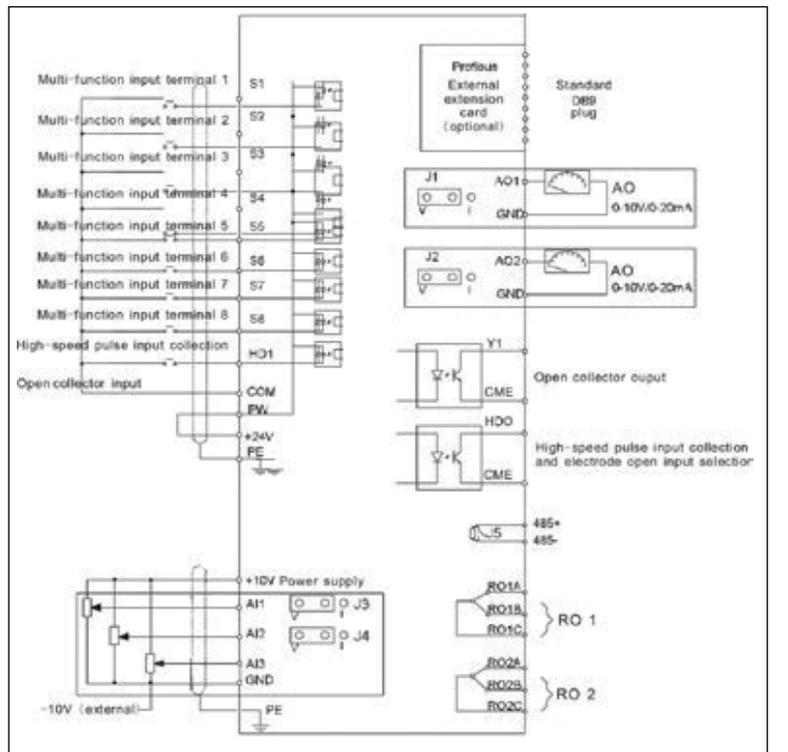 Multi-function input terminal 1
S1
Multi-function input terminal 2
S2
Multi-function input terminal 3
S3
Multi-function input terminal 4
S4
Multi-function input terminal 5
S5
Multi-function input terminal 6
S6
Multi-function input terminal 7
S7
Multi-function input terminal 8
S8
High-speed pulse input collection
HD1
Open collector input
COM
PW
+24V
PE
+10V Power supply
AI1
J3
V
I
AI2
J4
V
I
AI3
GND
-10V (external)
PE
External
extension
card
(optional)
Standard
DB9
plug
J1
V
I
AO1
GND
AO
0-10V/0-20mA
J2
V
I
AO2
GND
AO
0-10V/0-20mA
Y1
CME
Open collector ouput
HDO
CME
High-speed pulse input collection
and electrode open input selection
J5
485+
485-
RO1A
RO1B
RO1C
RO 1
RO2A
RO2B
RO2C
RO 2